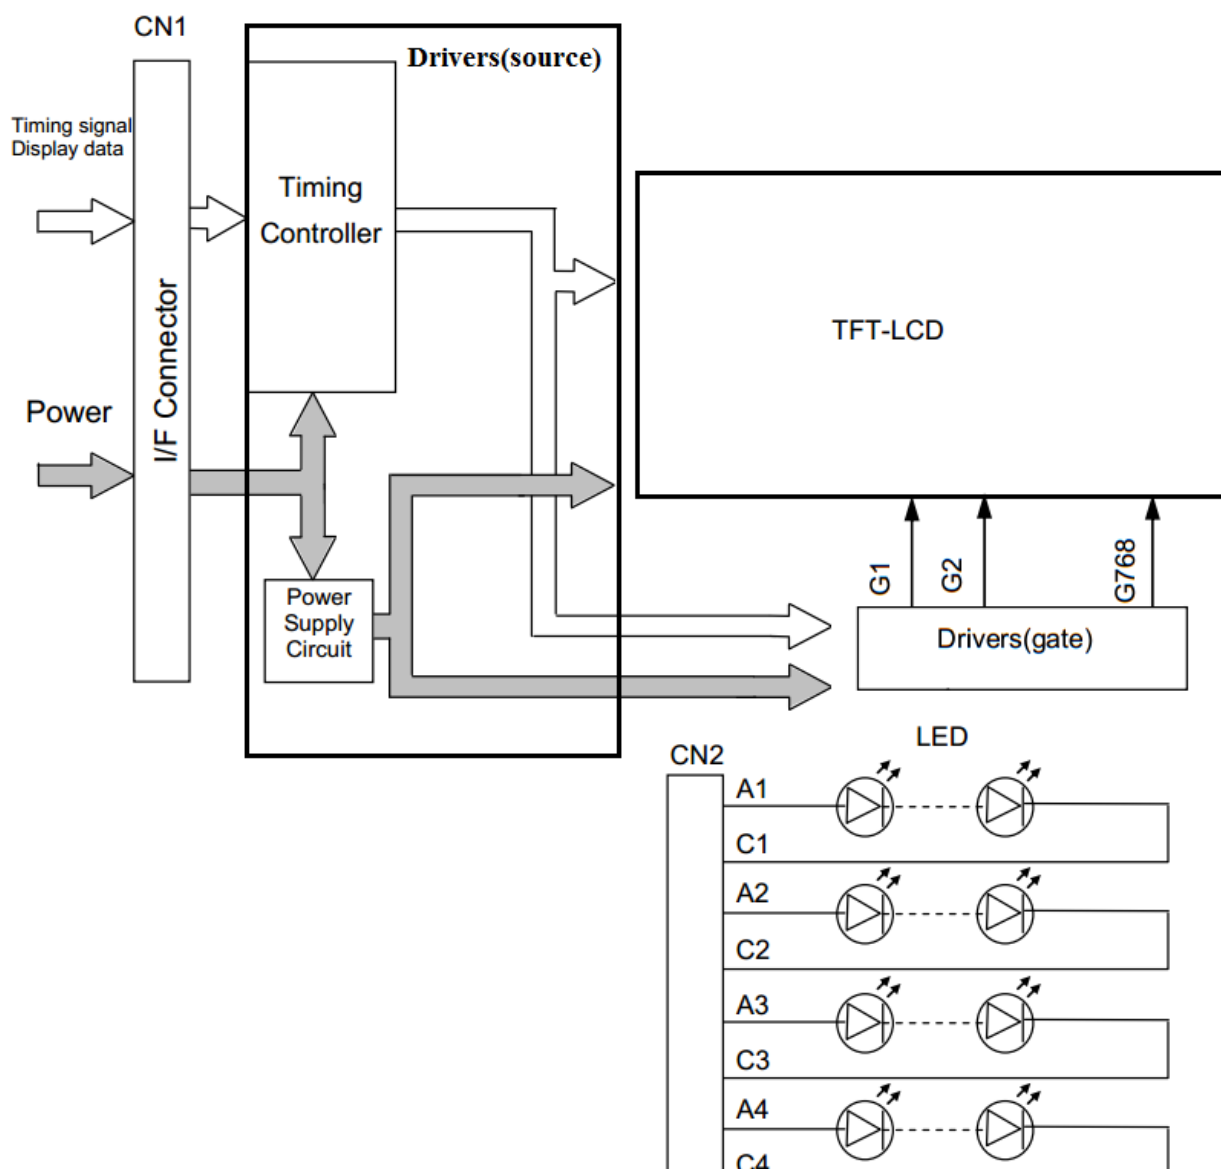 CN1
Drivers(source)
Timing signal
Display data
Timing
Controller
I/F Connector
TFT-LCD
Power
G1
G2
G768
Power
Supply
Circuit
Drivers(gate)
LED
CN2
A1
C1
A2
C2
A3
C3
A4
C4